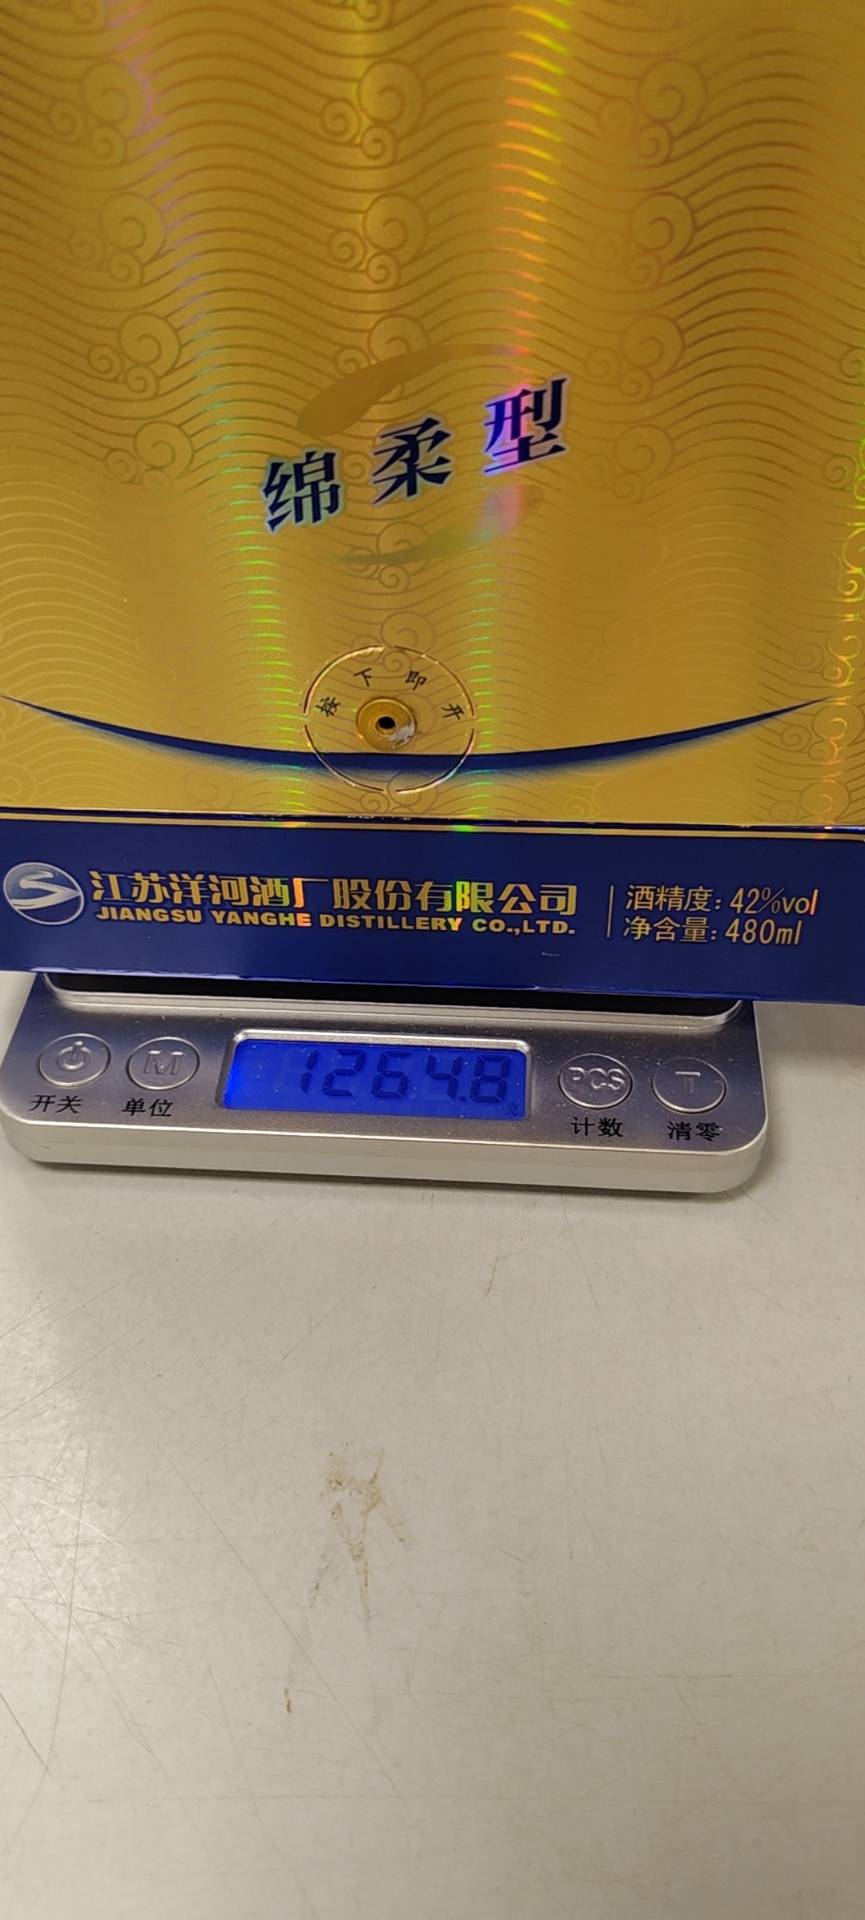 绵柔型
按下即开
江苏洋河酒厂股份有限公司
JIANGSU YANGHE DISTILLERY CO.,LTD.
酒精度：42%vol
净含量：480ml
1264.8
M
PCS
T
开关
单位
计数
清零